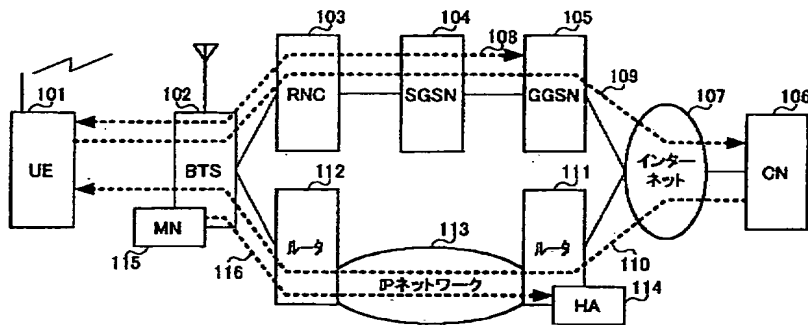 103
104
105
108
101
102
109
107
106
RNC
SGSN
GGSN
UE
BTS
インター
ネット
CN
112
111
113
MN
ルータ
ルータ
115
116
IPネットワーク
110
114
HA